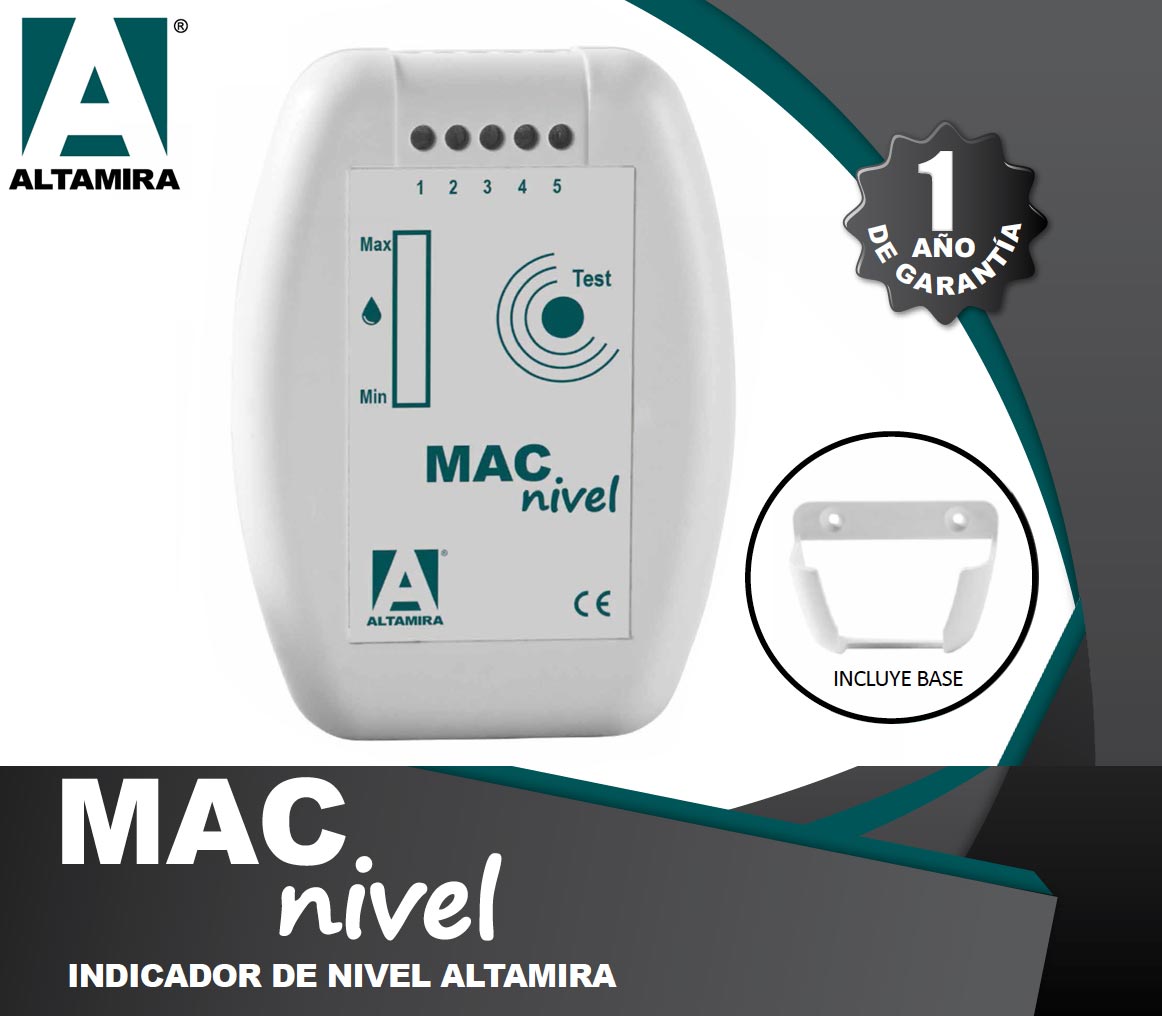 ®
ALTAMIRA
1 2 3 4 5
Max
Test
Min
MAC
nivel
®
ALTAMIRA
CE
1
AÑO
DE GARANTÍA
INCLUYE BASE
MAC
nivel
INDICADOR DE NIVEL ALTAMIRA